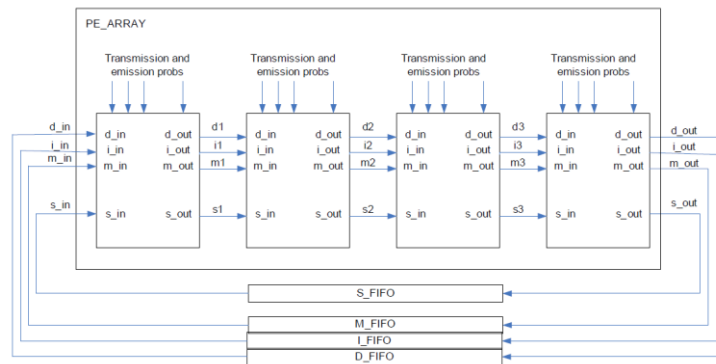 PE_ARRAY
Transmission and emission probs
Transmission and emission probs
Transmission and emission probs
Transmission and emission probs
d_in
i_in
m_in
s_in
d_in
i_in
m_in
s_in
d_out
i_out
m_out
s_out
d1
i1
m1
s1
d_in
i_in
m_in
s_in
d_out
i_out
m_out
s_out
d2
i2
m2
s2
d_in
i_in
m_in
s_in
d_out
i_out
m_out
s_out
d3
i3
m3
s3
d_in
i_in
m_in
s_in
d_out
i_out
m_out
s_out
d_out
i_out
m_out
s_out
S_FIFO
M_FIFO
I_FIFO
D_FIFO